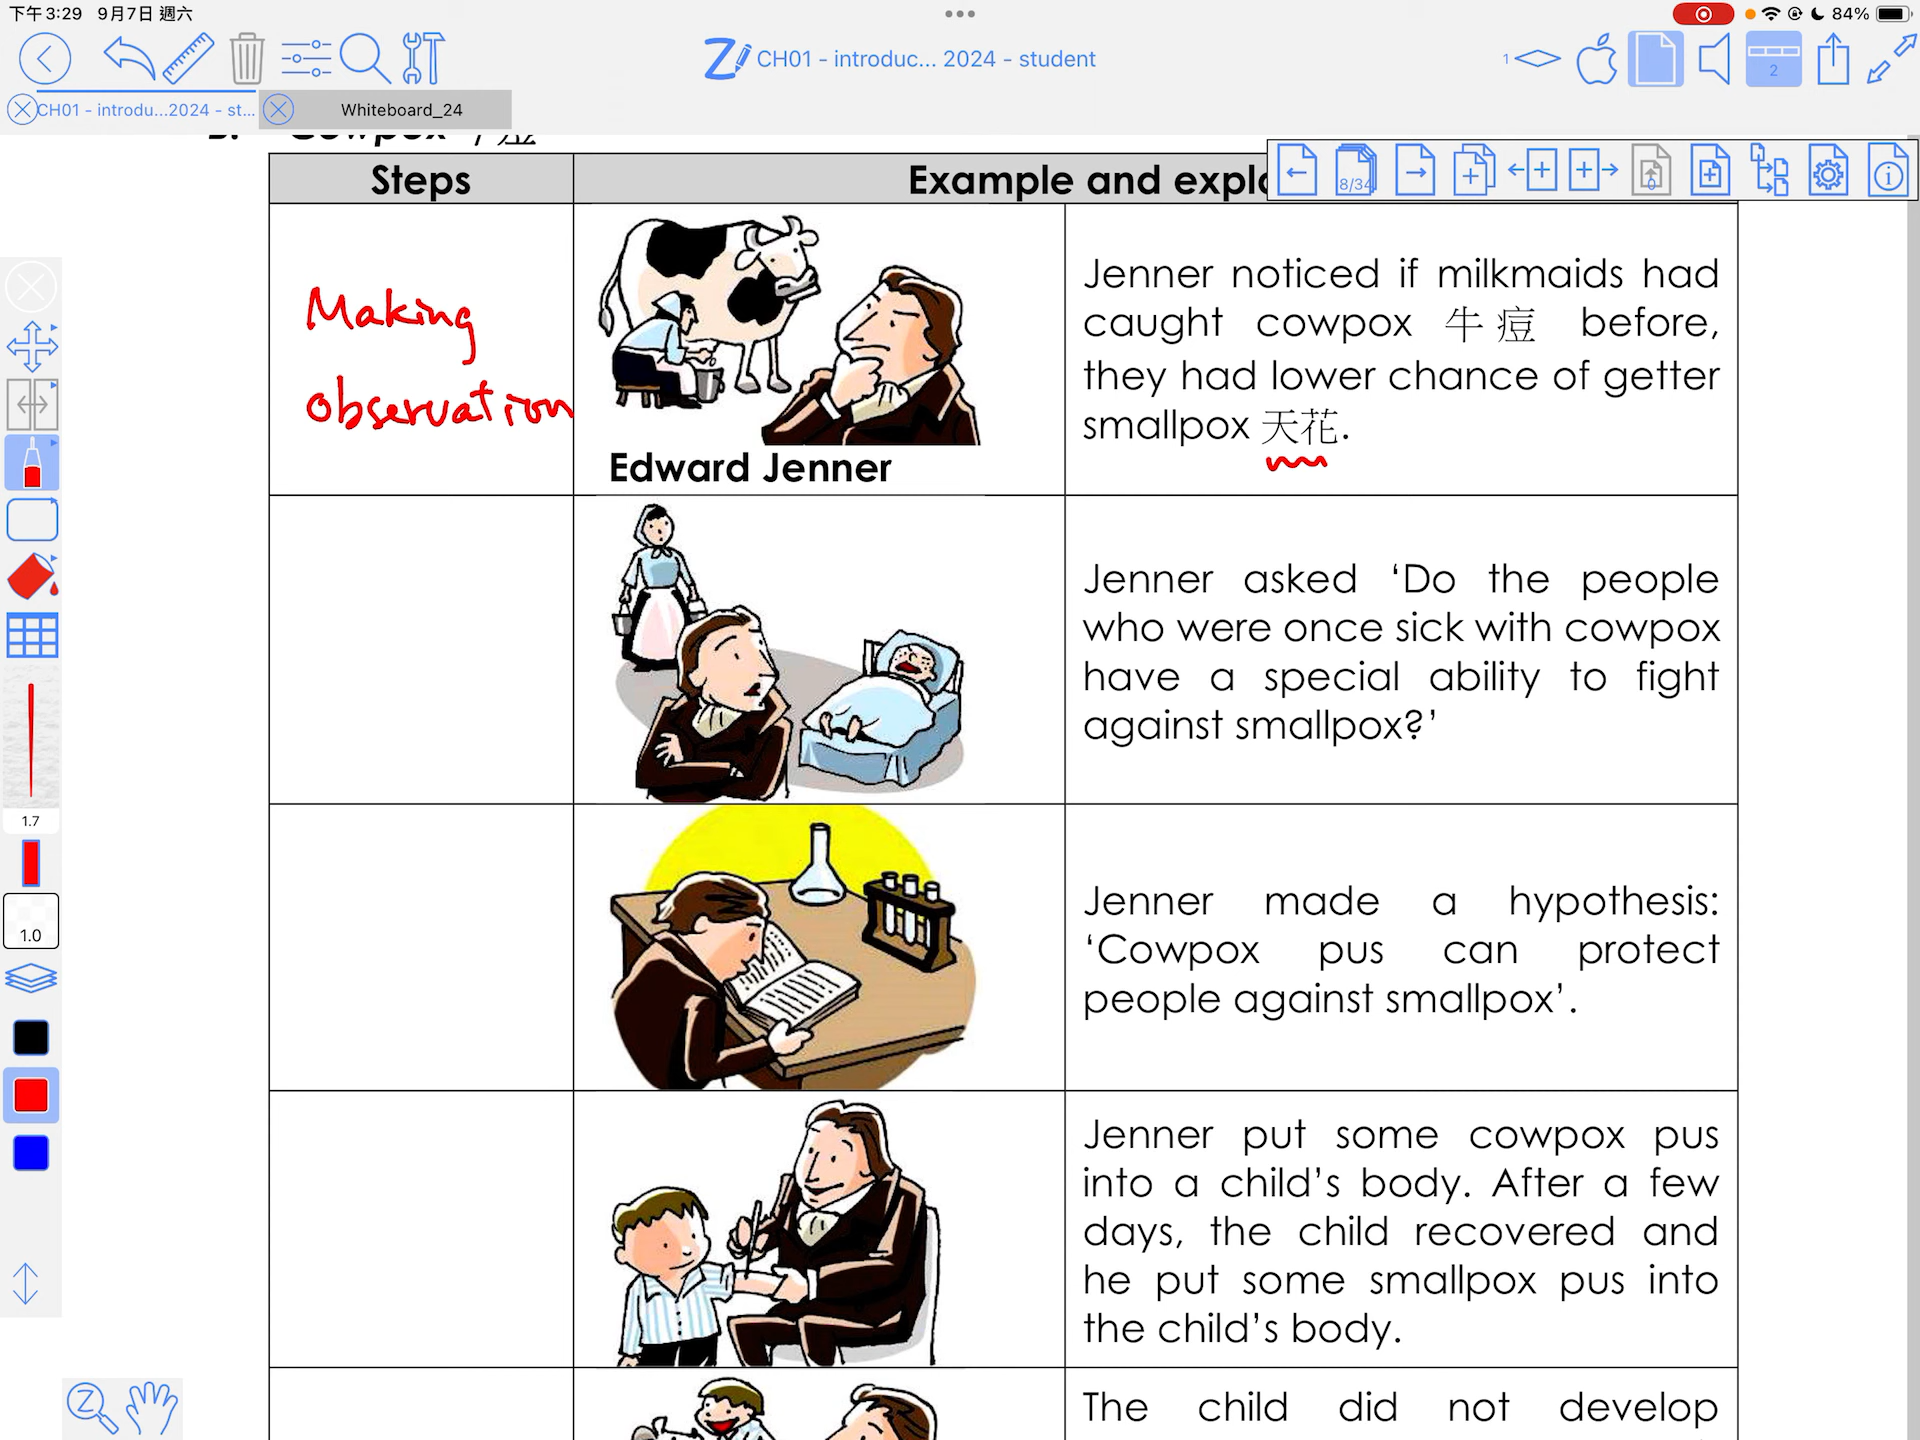 下午3:29 9月7日 週六
84%
CH01 - introduc... 2024 - student
1
2
CH01 - introdu...2024 - st...
Whiteboard_24
8/34
0
Steps
Example and expl
Making
observation
Edward Jenner
Jenner noticed if milkmaids had
caught cowpox 牛痘 before,
they had lower chance of getter
smallpox 天花.
Jenner asked ‘Do the people
who were once sick with cowpox
have a special ability to fight
against smallpox?’
Jenner made a hypothesis:
‘Cowpox pus can protect
people against smallpox’.
Jenner put some cowpox pus
into a child’s body. After a few
days, the child recovered and
he put some smallpox pus into
the child’s body.
The child did not develop
1.7
1.0